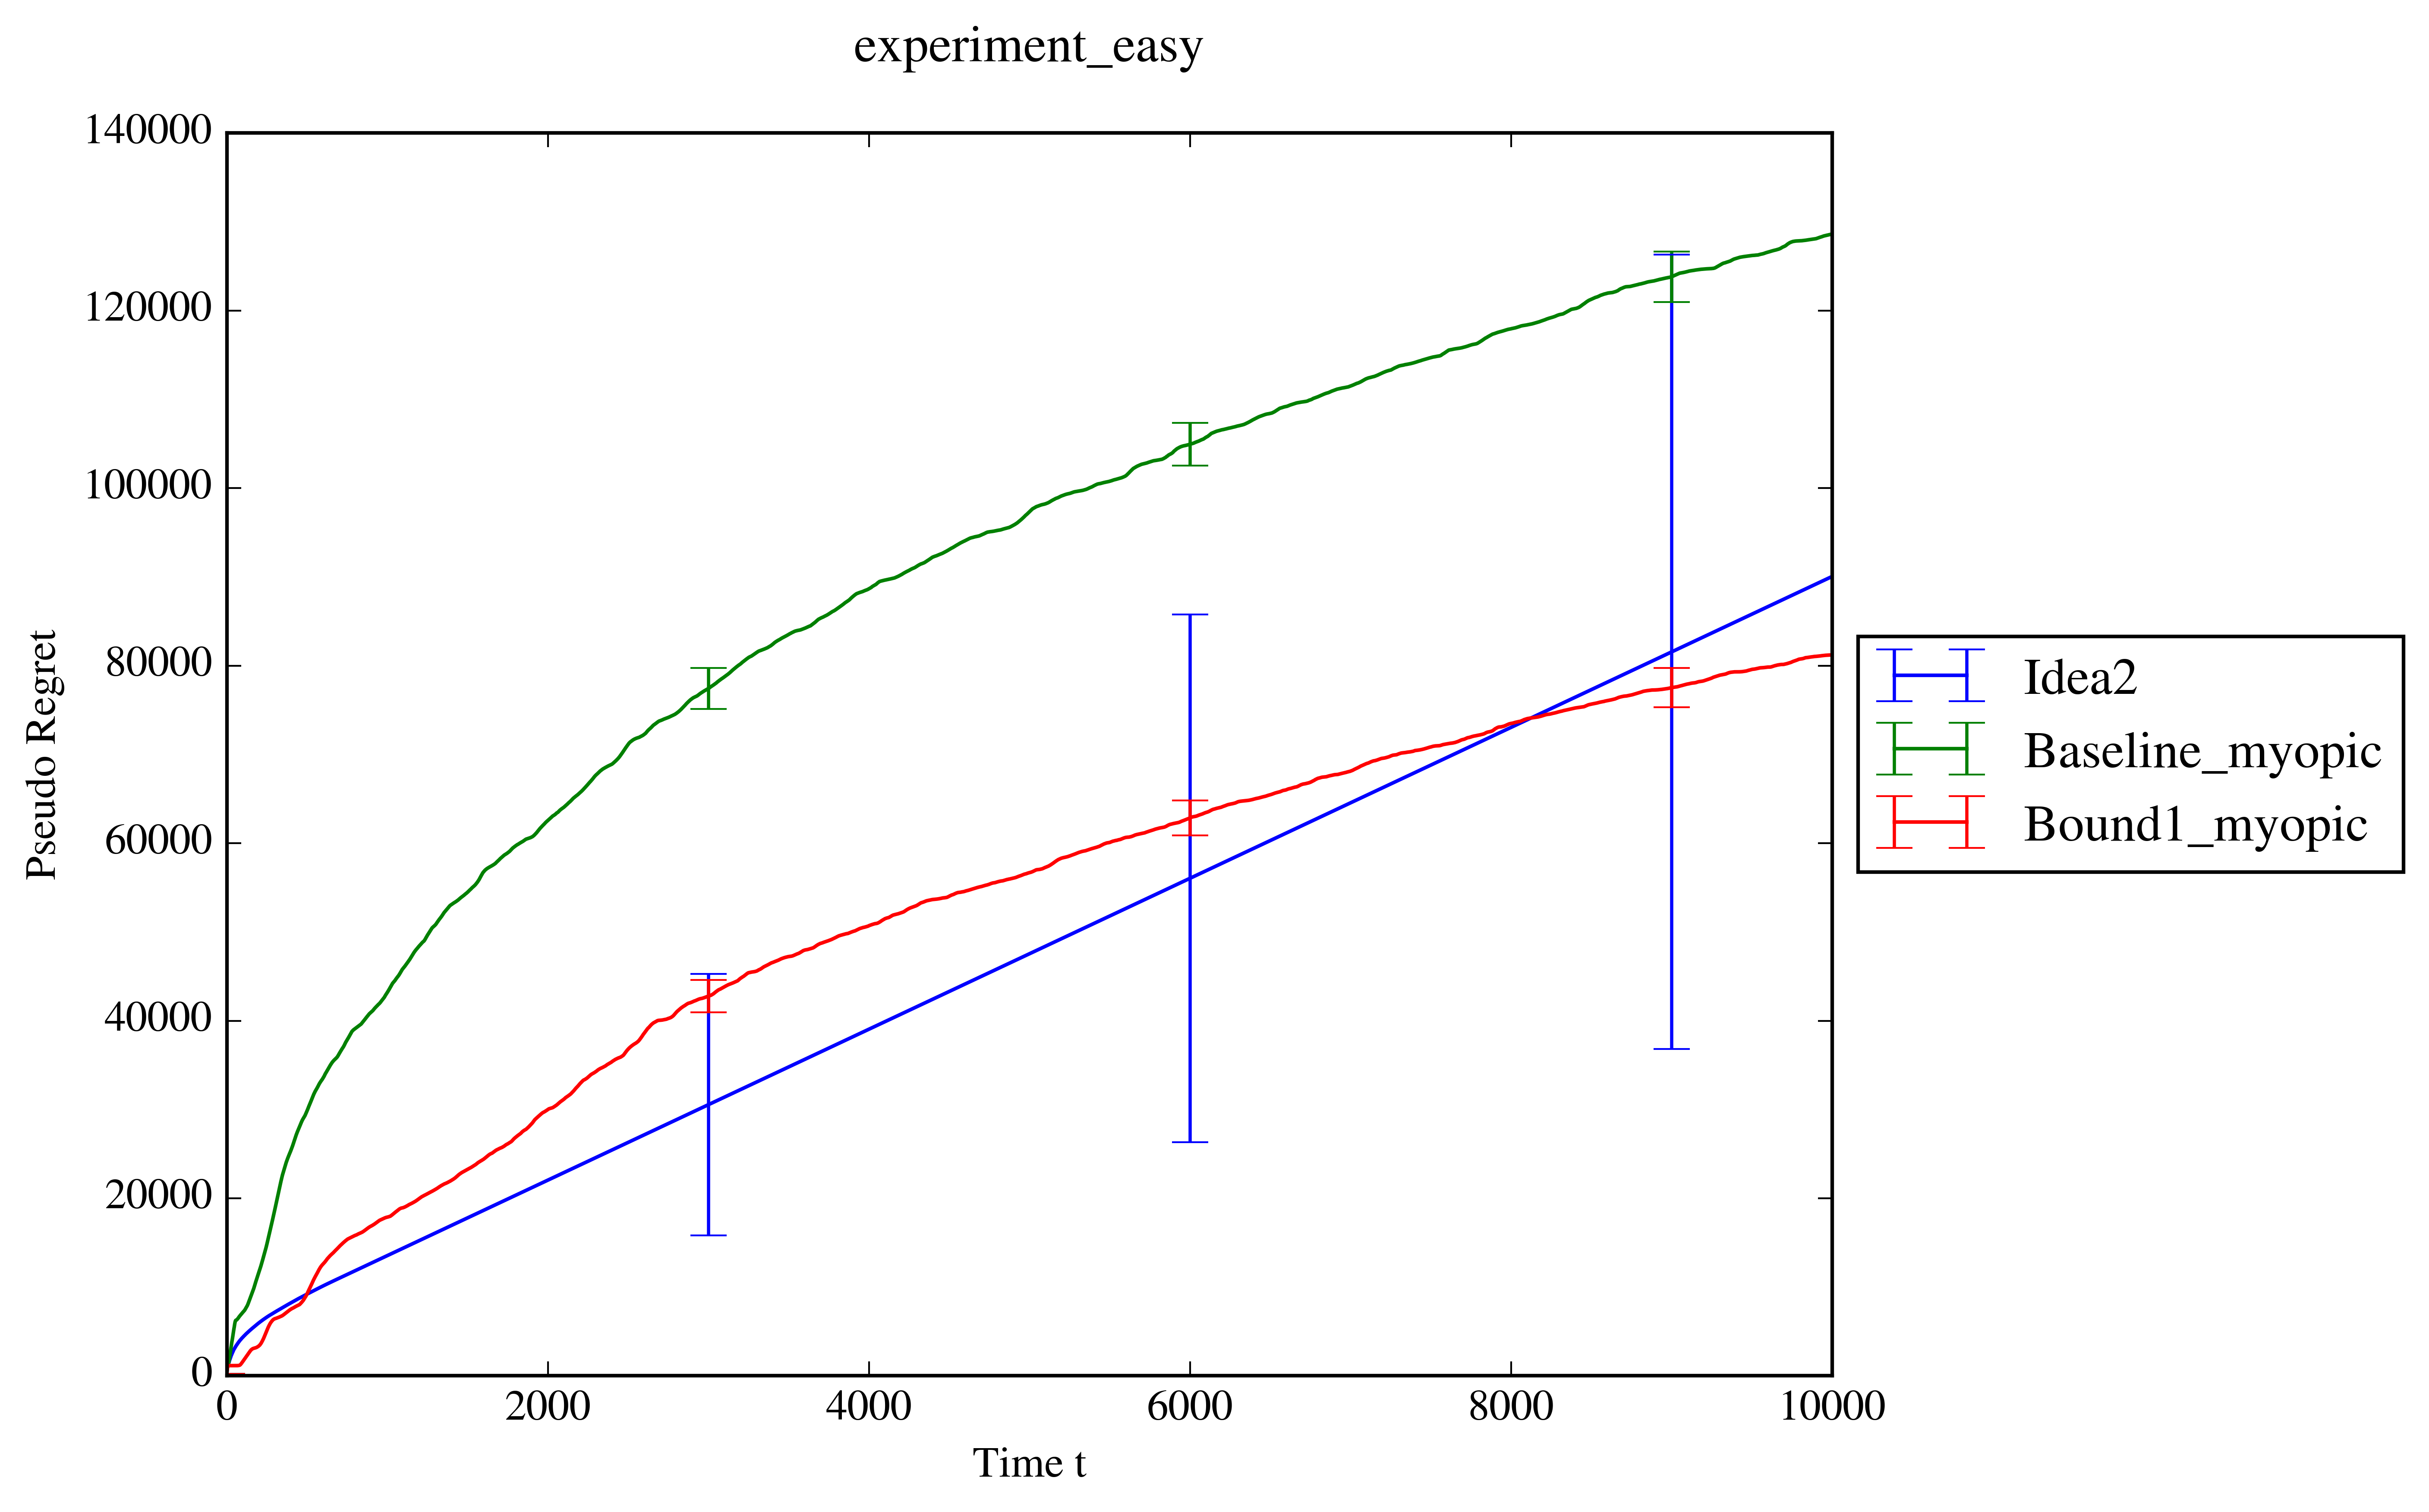 experiment_easy
140000
120000
100000
80000
60000
40000
20000
0
Pseudo Regret
0 2000 4000 6000 8000 10000
Time t
Idea2
Baseline_myopic
Bound1_myopic